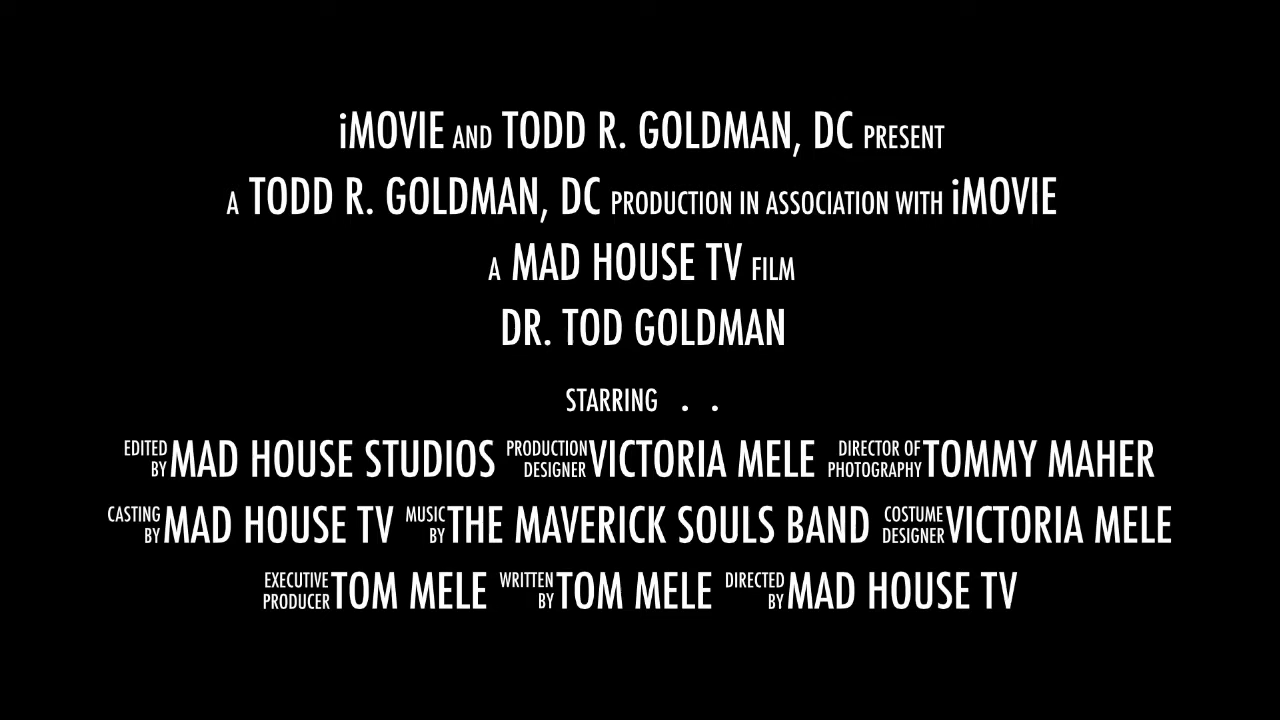 iMOVIE AND TODD R. GOLDMAN, DC PRESENT
A TODD R. GOLDMAN, DC PRODUCTION IN ASSOCIATION WITH iMOVIE
A MAD HOUSE TV FILM
DR. TOD GOLDMAN
STARRING . .
EDITED BY MAD HOUSE STUDIOS PRODUCTION DESIGNER VICTORIA MELE DIRECTOR OF PHOTOGRAPHY TOMMY MAHER
CASTING BY MAD HOUSE TV MUSIC BY THE MAVERICK SOULS BAND COSTUME DESIGNER VICTORIA MELE
EXECUTIVE PRODUCER TOM MELE WRITTEN BY TOM MELE DIRECTED BY MAD HOUSE TV